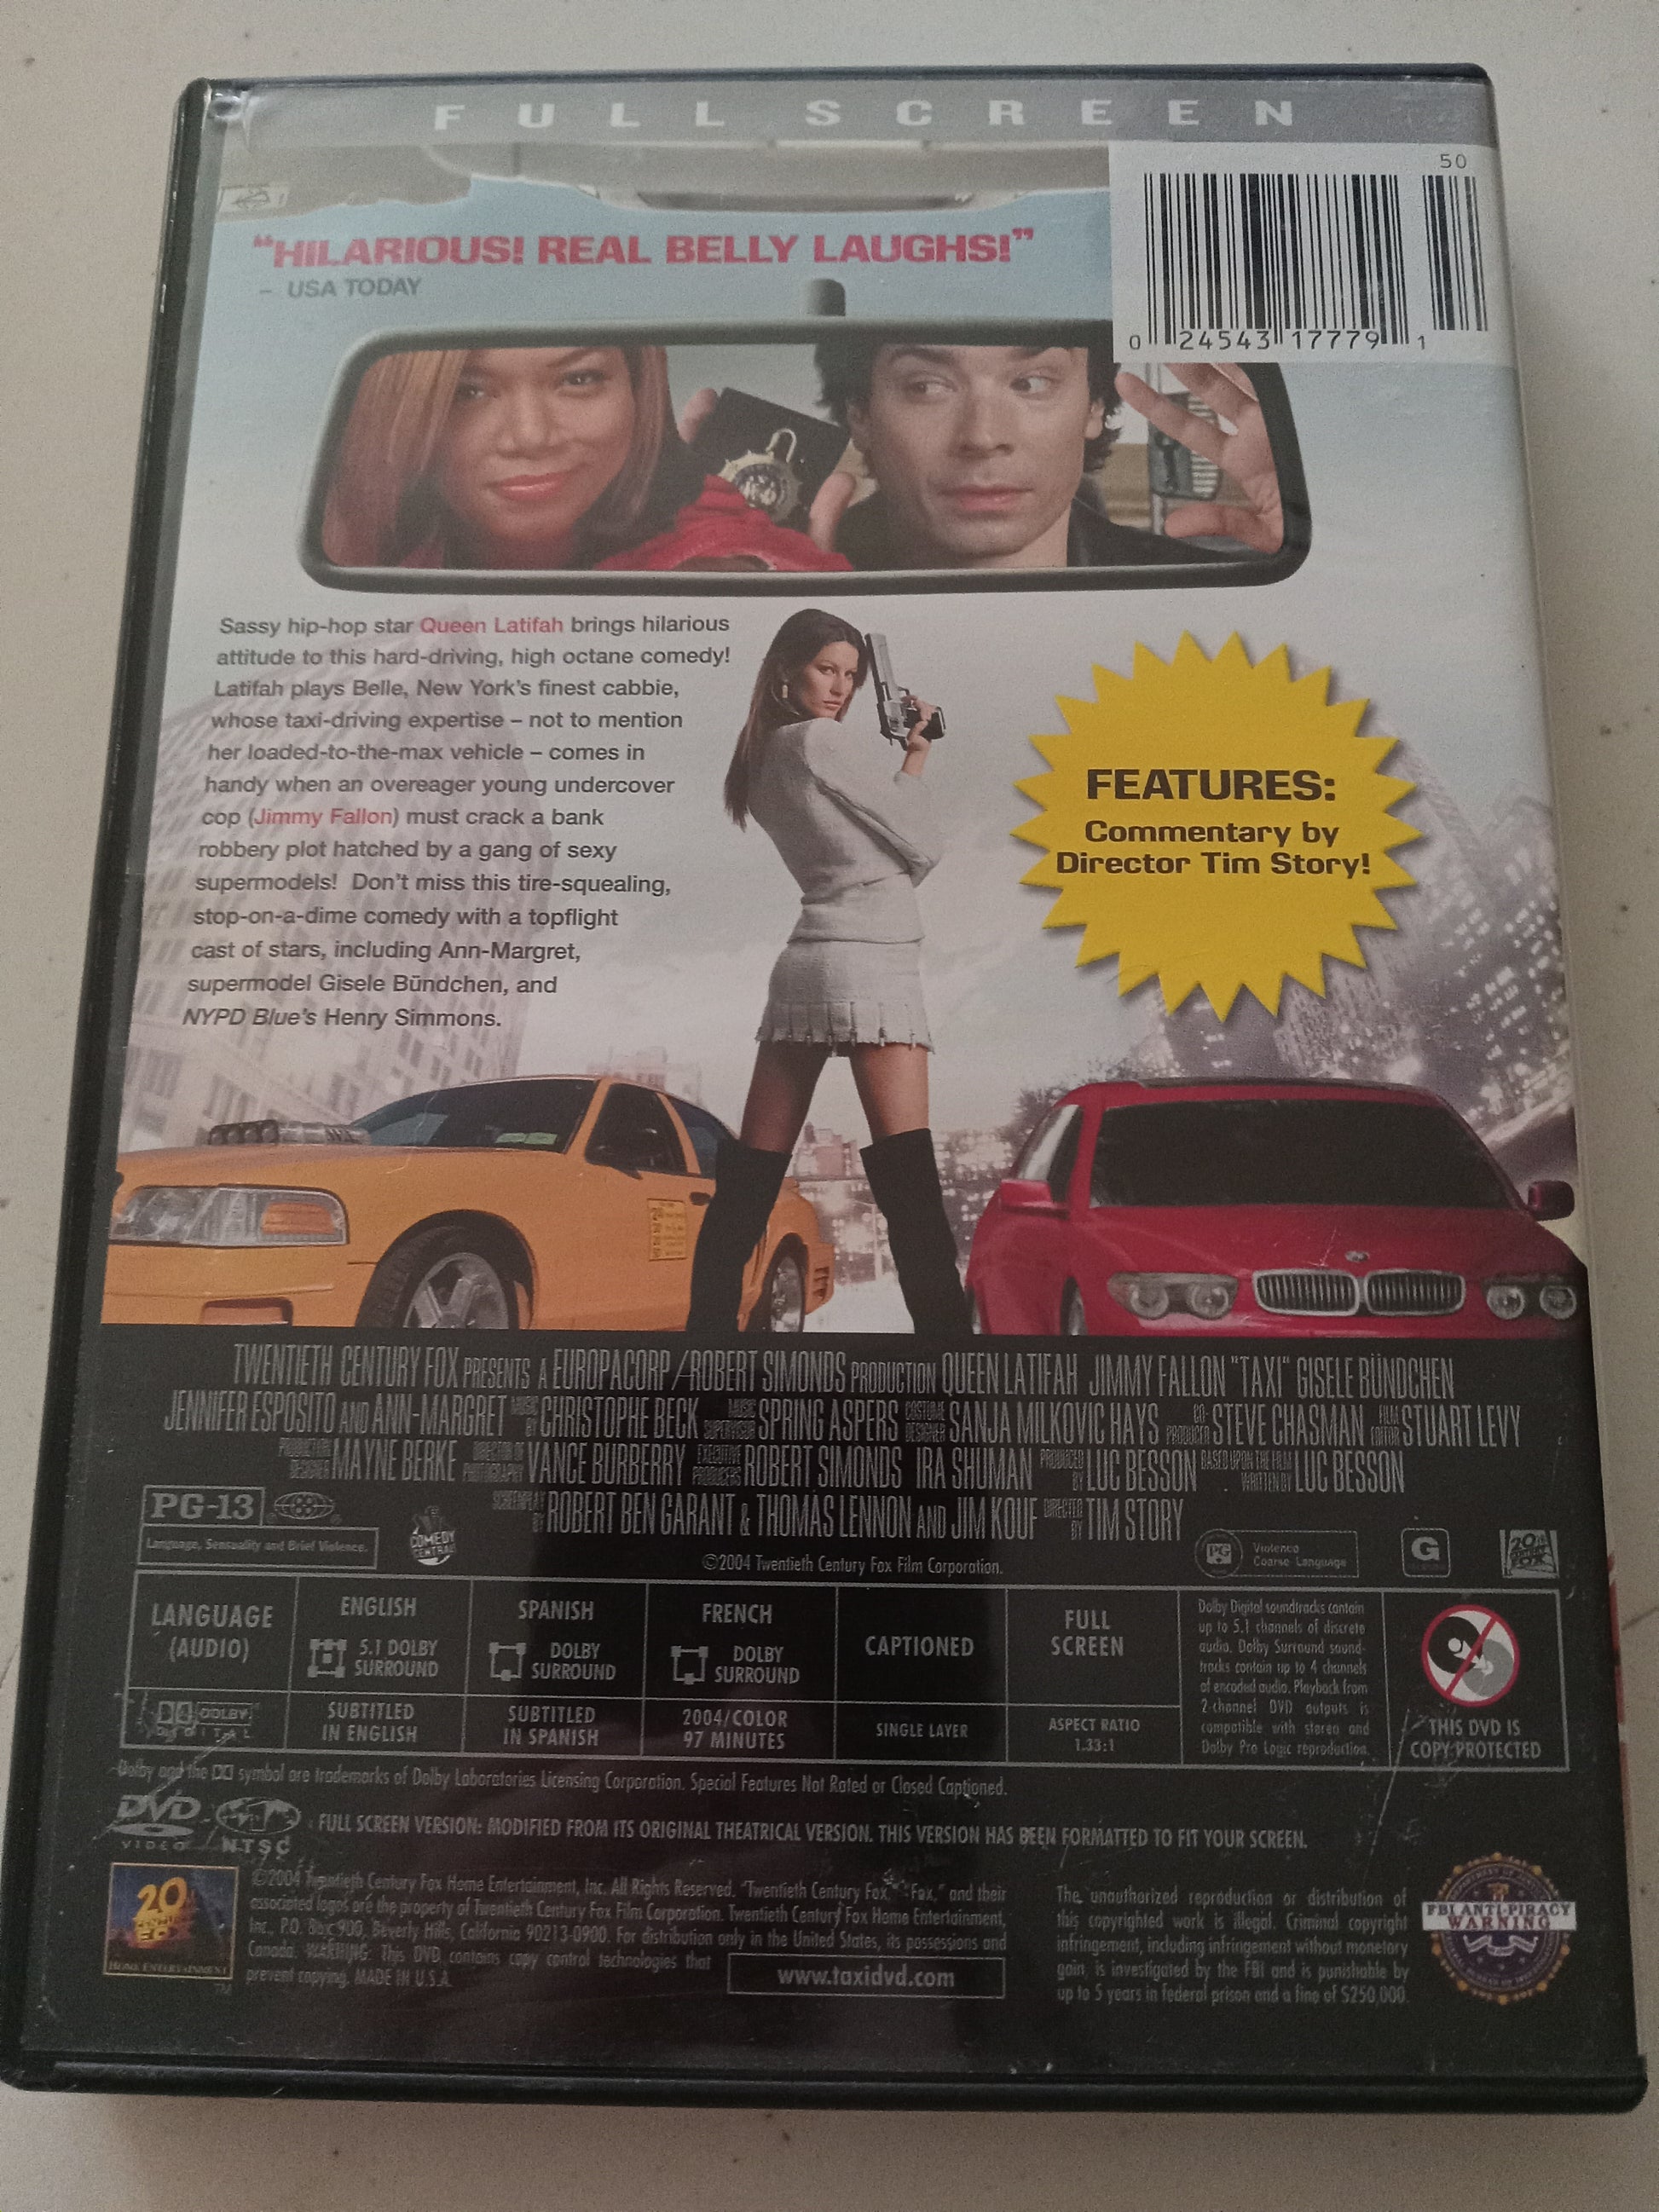 FULL SCREEN
50
0 24543 17779 1
"HILARIOUS! REAL BELLY LAUGHS!"
– USA TODAY
Sassy hip-hop star Queen Latifah brings hilarious
attitude to this hard-driving, high octane comedy!
Latifah plays Belle, New York's finest cabbie,
whose taxi-driving expertise – not to mention
her loaded-to-the-max vehicle – comes in
handy when an overeager young undercover
cop (Jimmy Fallon) must crack a bank
robbery plot hatched by a gang of sexy
supermodels! Don't miss this tire-squealing,
stop-on-a-dime comedy with a topflight
cast of stars, including Ann-Margret,
supermodel Gisele Bündchen, and
NYPD Blue's Henry Simmons.
FEATURES:
Commentary by
Director Tim Story!
TWENTIETH CENTURY FOX PRESENTS A EUROPACORP/ROBERT SIMONDS PRODUCTION QUEEN LATIFAH JIMMY FALLON "TAXI" GISELE BÜNDCHEN
JENNIFER ESPOSITO AND ANN-MARGRET MUSIC BY CHRISTOPHE BECK MUSIC SUPERVISOR SPRING ASPERS COSTUME DESIGNER SANJA MILKOVIC HAYS CO-PRODUCER STEVE CHASMAN FILM EDITOR STUART LEVY
PRODUCTION DESIGNER MAYNE BERKE DIRECTOR OF PHOTOGRAPHY VANCE BURBERRY EXECUTIVE PRODUCERS ROBERT SIMONDS IRA SHUMAN PRODUCED BY LUC BESSON BASED UPON THE FILM WRITTEN BY LUC BESSON
SCREENPLAY BY ROBERT BEN GARANT & THOMAS LENNON AND JIM KOUF DIRECTED BY TIM STORY
PG-13
Language, Sensuality and Brief Violence.
COMEDY
CENTRAL
©2004 Twentieth Century Fox Film Corporation.
PG
Violence
Coarse Language
G
20th
CENTURY
FOX
LANGUAGE
(AUDIO)
ENGLISH
5.1 DOLBY
SURROUND
SPANISH
DOLBY
SURROUND
FRENCH
DOLBY
SURROUND
CAPTIONED
FULL
SCREEN
Dolby Digital soundtracks contain
up to 5.1 channels of discrete
audio. Dolby Surround sound-
tracks contain up to 4 channels
of encoded audio. Playback from
2-channel DVD outputs is
compatible with stereo and
Dolby Pro Logic reproduction.
DOLBY
DIGITAL
SUBTITLED
IN ENGLISH
SUBTITLED
IN SPANISH
2004/COLOR
97 MINUTES
SINGLE LAYER
ASPECT RATIO
1.33:1
THIS DVD IS
COPY PROTECTED
Dolby and the DD symbol are trademarks of Dolby Laboratories Licensing Corporation. Special Features Not Rated or Closed Captioned.
DVD
VIDEO
NTSC
FULL SCREEN VERSION: MODIFIED FROM ITS ORIGINAL THEATRICAL VERSION. THIS VERSION HAS BEEN FORMATTED TO FIT YOUR SCREEN.
20th
CENTURY
FOX
HOME ENTERTAINMENT
TM
©2004 Twentieth Century Fox Home Entertainment, Inc. All Rights Reserved. "Twentieth Century Fox," "Fox," and their
associated logos are the property of Twentieth Century Fox Film Corporation. Twentieth Century Fox Home Entertainment,
Inc., P.O. Box 900, Beverly Hills, California 90213-0900. For distribution only in the United States, its possessions and
Canada. WARNING: This DVD contains copy control technologies that
prevent copying. MADE IN U.S.A.
www.taxidvd.com
The unauthorized reproduction or distribution of
this copyrighted work is illegal. Criminal copyright
infringement, including infringement without monetary
gain, is investigated by the FBI and is punishable by
up to 5 years in federal prison and a fine of $250,000.
FBI ANTI-PIRACY
WARNING